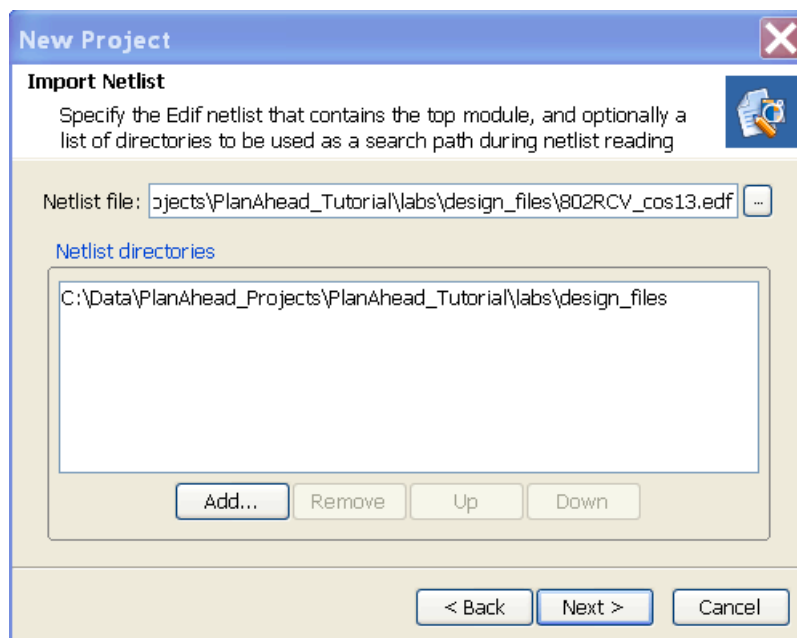 New Project
Import Netlist
Specify the Edif netlist that contains the top module, and optionally a
list of directories to be used as a search path during netlist reading
Netlist file: ojects\PlanAhead_Tutorial\labs\design_files\802RCV_cos13.edf ...
Netlist directories
C:\Data\PlanAhead_Projects\PlanAhead_Tutorial\labs\design_files
Add... Remove Up Down
< Back Next > Cancel